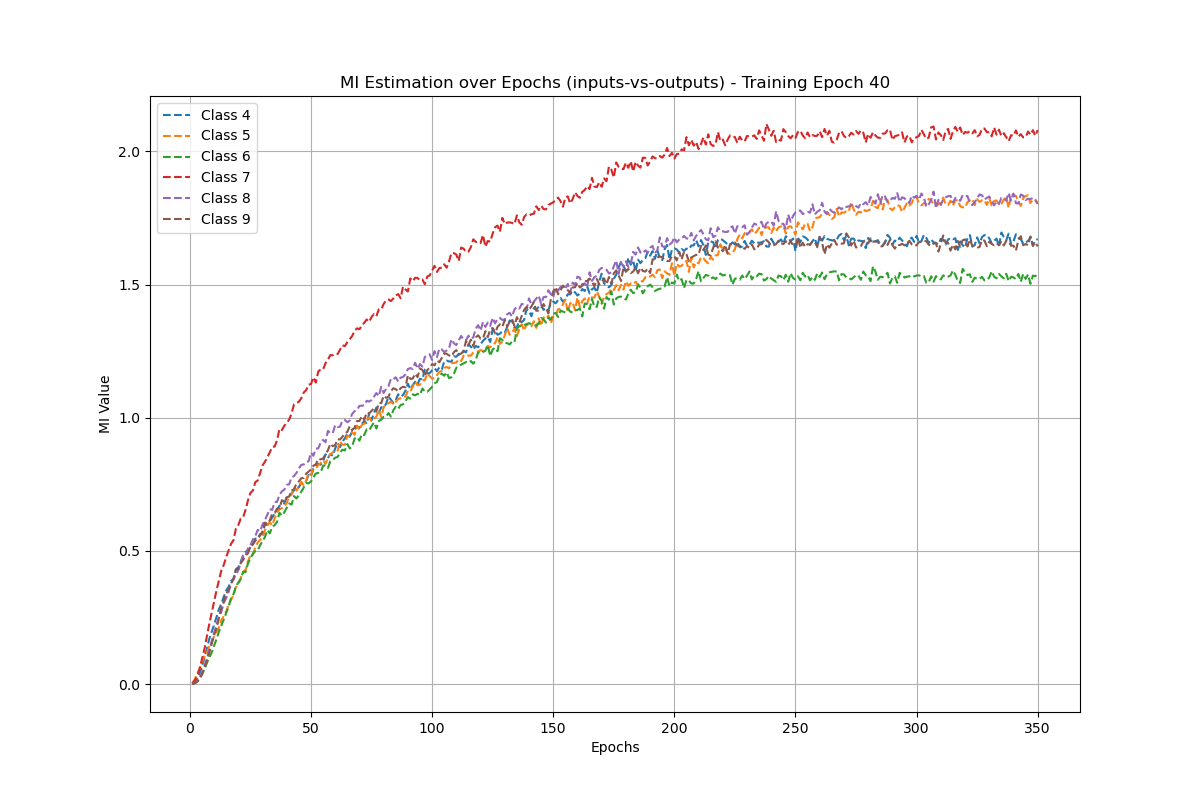 MI Estimation over Epochs (inputs-vs-outputs) - Training Epoch 40
Class 4
Class 5
Class 6
Class 7
Class 8
Class 9
2.0
1.5
1.0
0.5
0.0
MI Value
0 50 100 150 200 250 300 350
Epochs